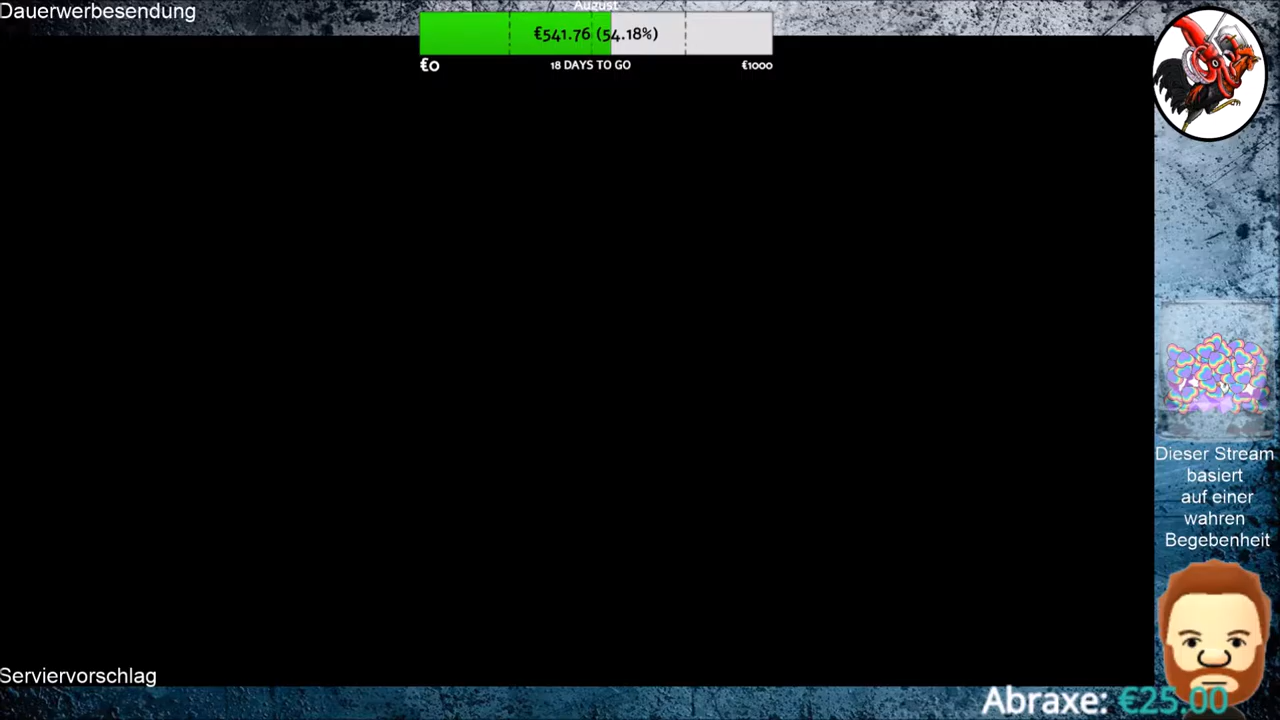 Dauerwerbesendung
August
€541.76 (54.18%)
€0
18 DAYS TO GO
€1000
Dieser Stream
basiert
auf einer
wahren
Begebenheit
Serviervorschlag
Abraxe: €25.00